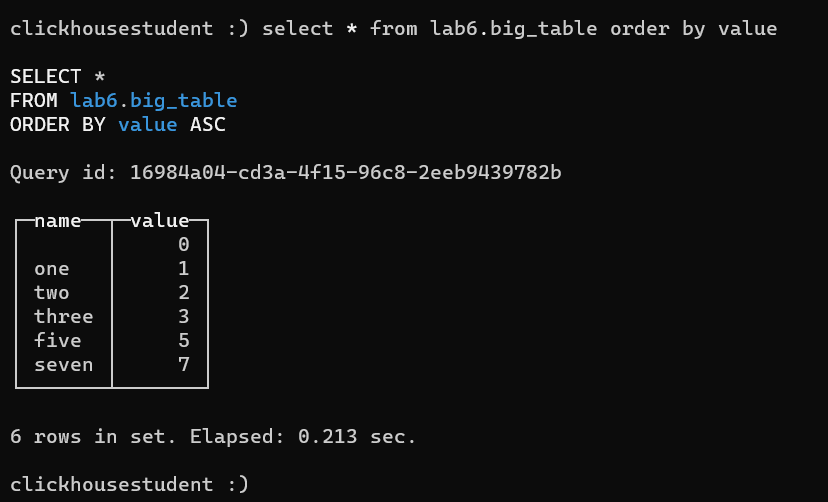 clickhousestudent :) select * from lab6.big_table order by value
SELECT *
FROM lab6.big_table
ORDER BY value ASC
Query id: 16984a04-cd3a-4f15-96c8-2eeb9439782b
name value
0
one 1
two 2
three 3
five 5
seven 7
6 rows in set. Elapsed: 0.213 sec.
clickhousestudent :)